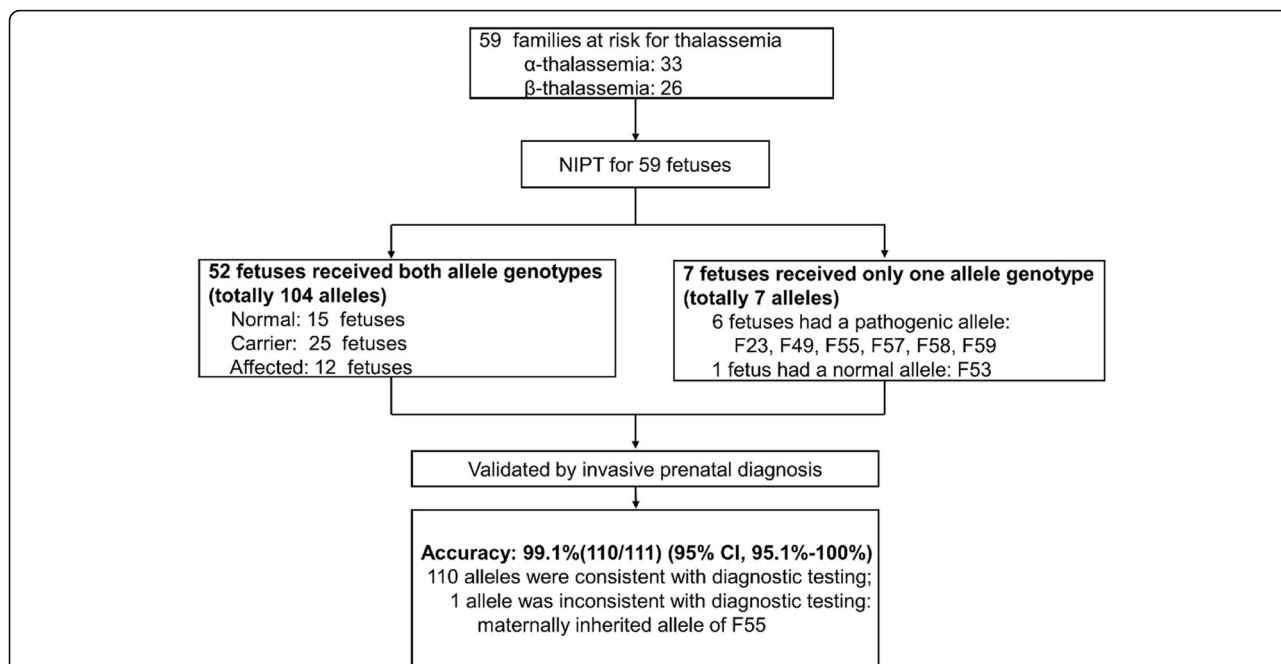 59 families at risk for thalassemia
α-thalassemia: 33
β-thalassemia: 26
NIPT for 59 fetuses
52 fetuses received both allele genotypes
(totally 104 alleles)
Normal: 15 fetuses
Carrier: 25 fetuses
Affected: 12 fetuses
7 fetuses received only one allele genotype
(totally 7 alleles)
6 fetuses had a pathogenic allele:
F23, F49, F55, F57, F58, F59
1 fetus had a normal allele: F53
Validated by invasive prenatal diagnosis
Accuracy: 99.1%(110/111) (95% CI, 95.1%-100%)
110 alleles were consistent with diagnostic testing;
1 allele was inconsistent with diagnostic testing:
maternally inherited allele of F55